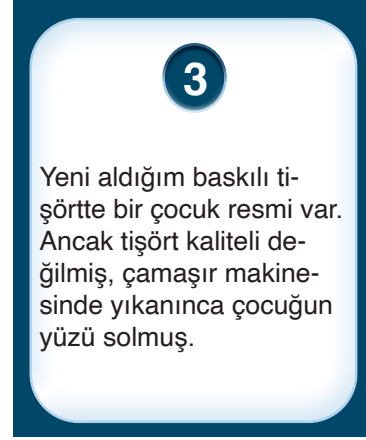 3
Yeni aldığım baskılı ti-
şörtte bir çocuk resmi var.
Ancak tişört kaliteli de-
ğilmiş, çamaşır makine-
sinde yıkanınca çocuğun
yüzü solmuş.